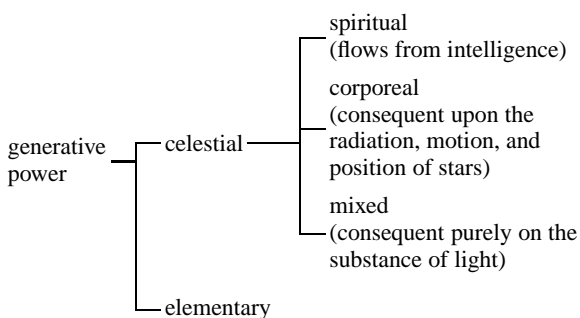 spiritual
(flows from intelligence)
corporeal
(consequent upon the
radiation, motion, and
position of stars)
generative
power
celestial
mixed
(consequent purely on the
substance of light)
elementary